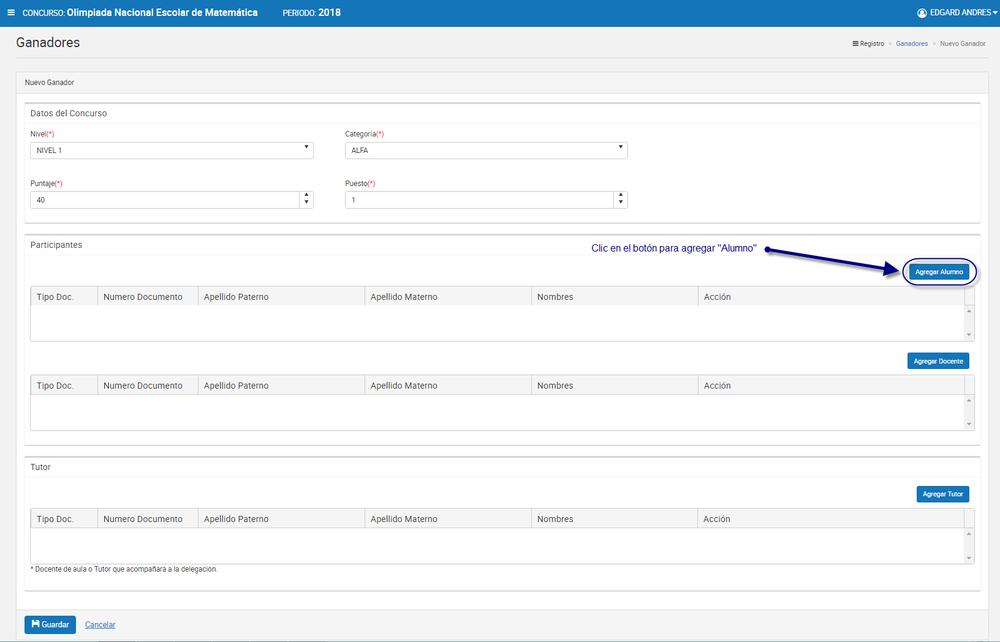 CONCURSO: Olimpiada Nacional Escolar de Matemática PERIODO: 2018 EDGARD ANDRES
Ganadores
Registro > Ganadores > Nuevo Ganador
Nuevo Ganador
Datos del Concurso
Nivel(*) Categoria(*)
NIVEL 1 ALFA
Puntaje(*) Puesto(*)
40 1
Participantes
Clic en el botón para agregar "Alumno"
Agregar Alumno
Tipo Doc. Numero Documento Apellido Paterno Apellido Materno Nombres Acción
Agregar Docente
Tipo Doc. Numero Documento Apellido Paterno Apellido Materno Nombres Acción
Tutor
Agregar Tutor
Tipo Doc. Numero Documento Apellido Paterno Apellido Materno Nombres Acción
* Docente de aula o Tutor que acompañará a la delegación.
Guardar Cancelar